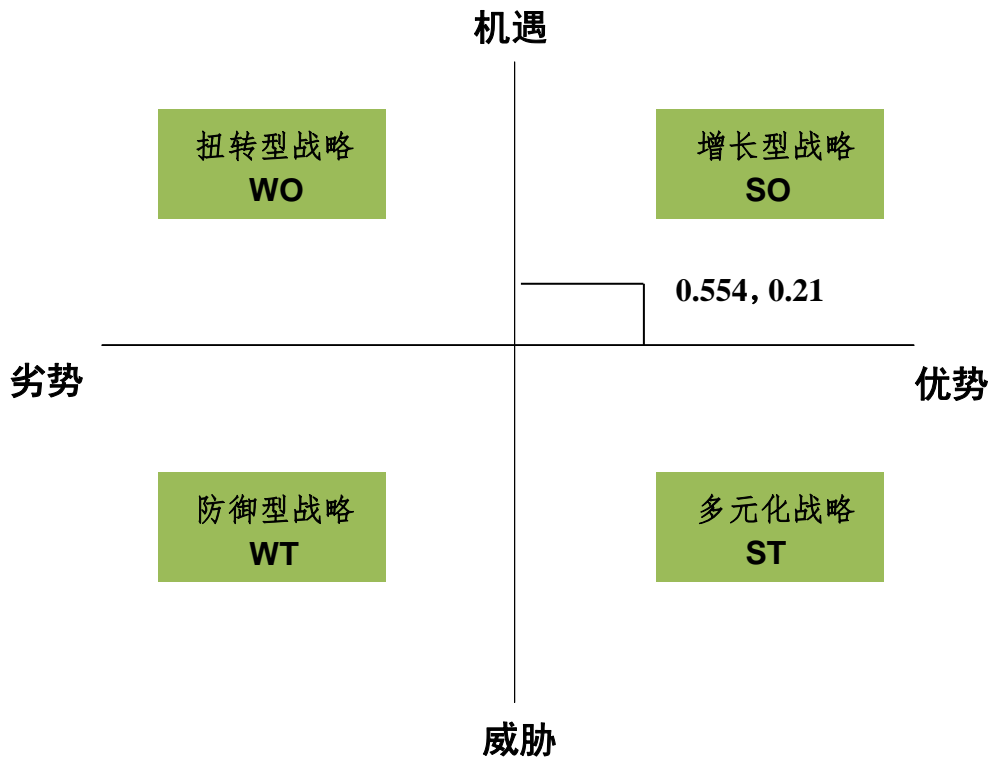 机遇
扭转型战略
WO
增长型战略
SO
0.554，0.21
劣势
优势
防御型战略
WT
多元化战略
ST
威胁